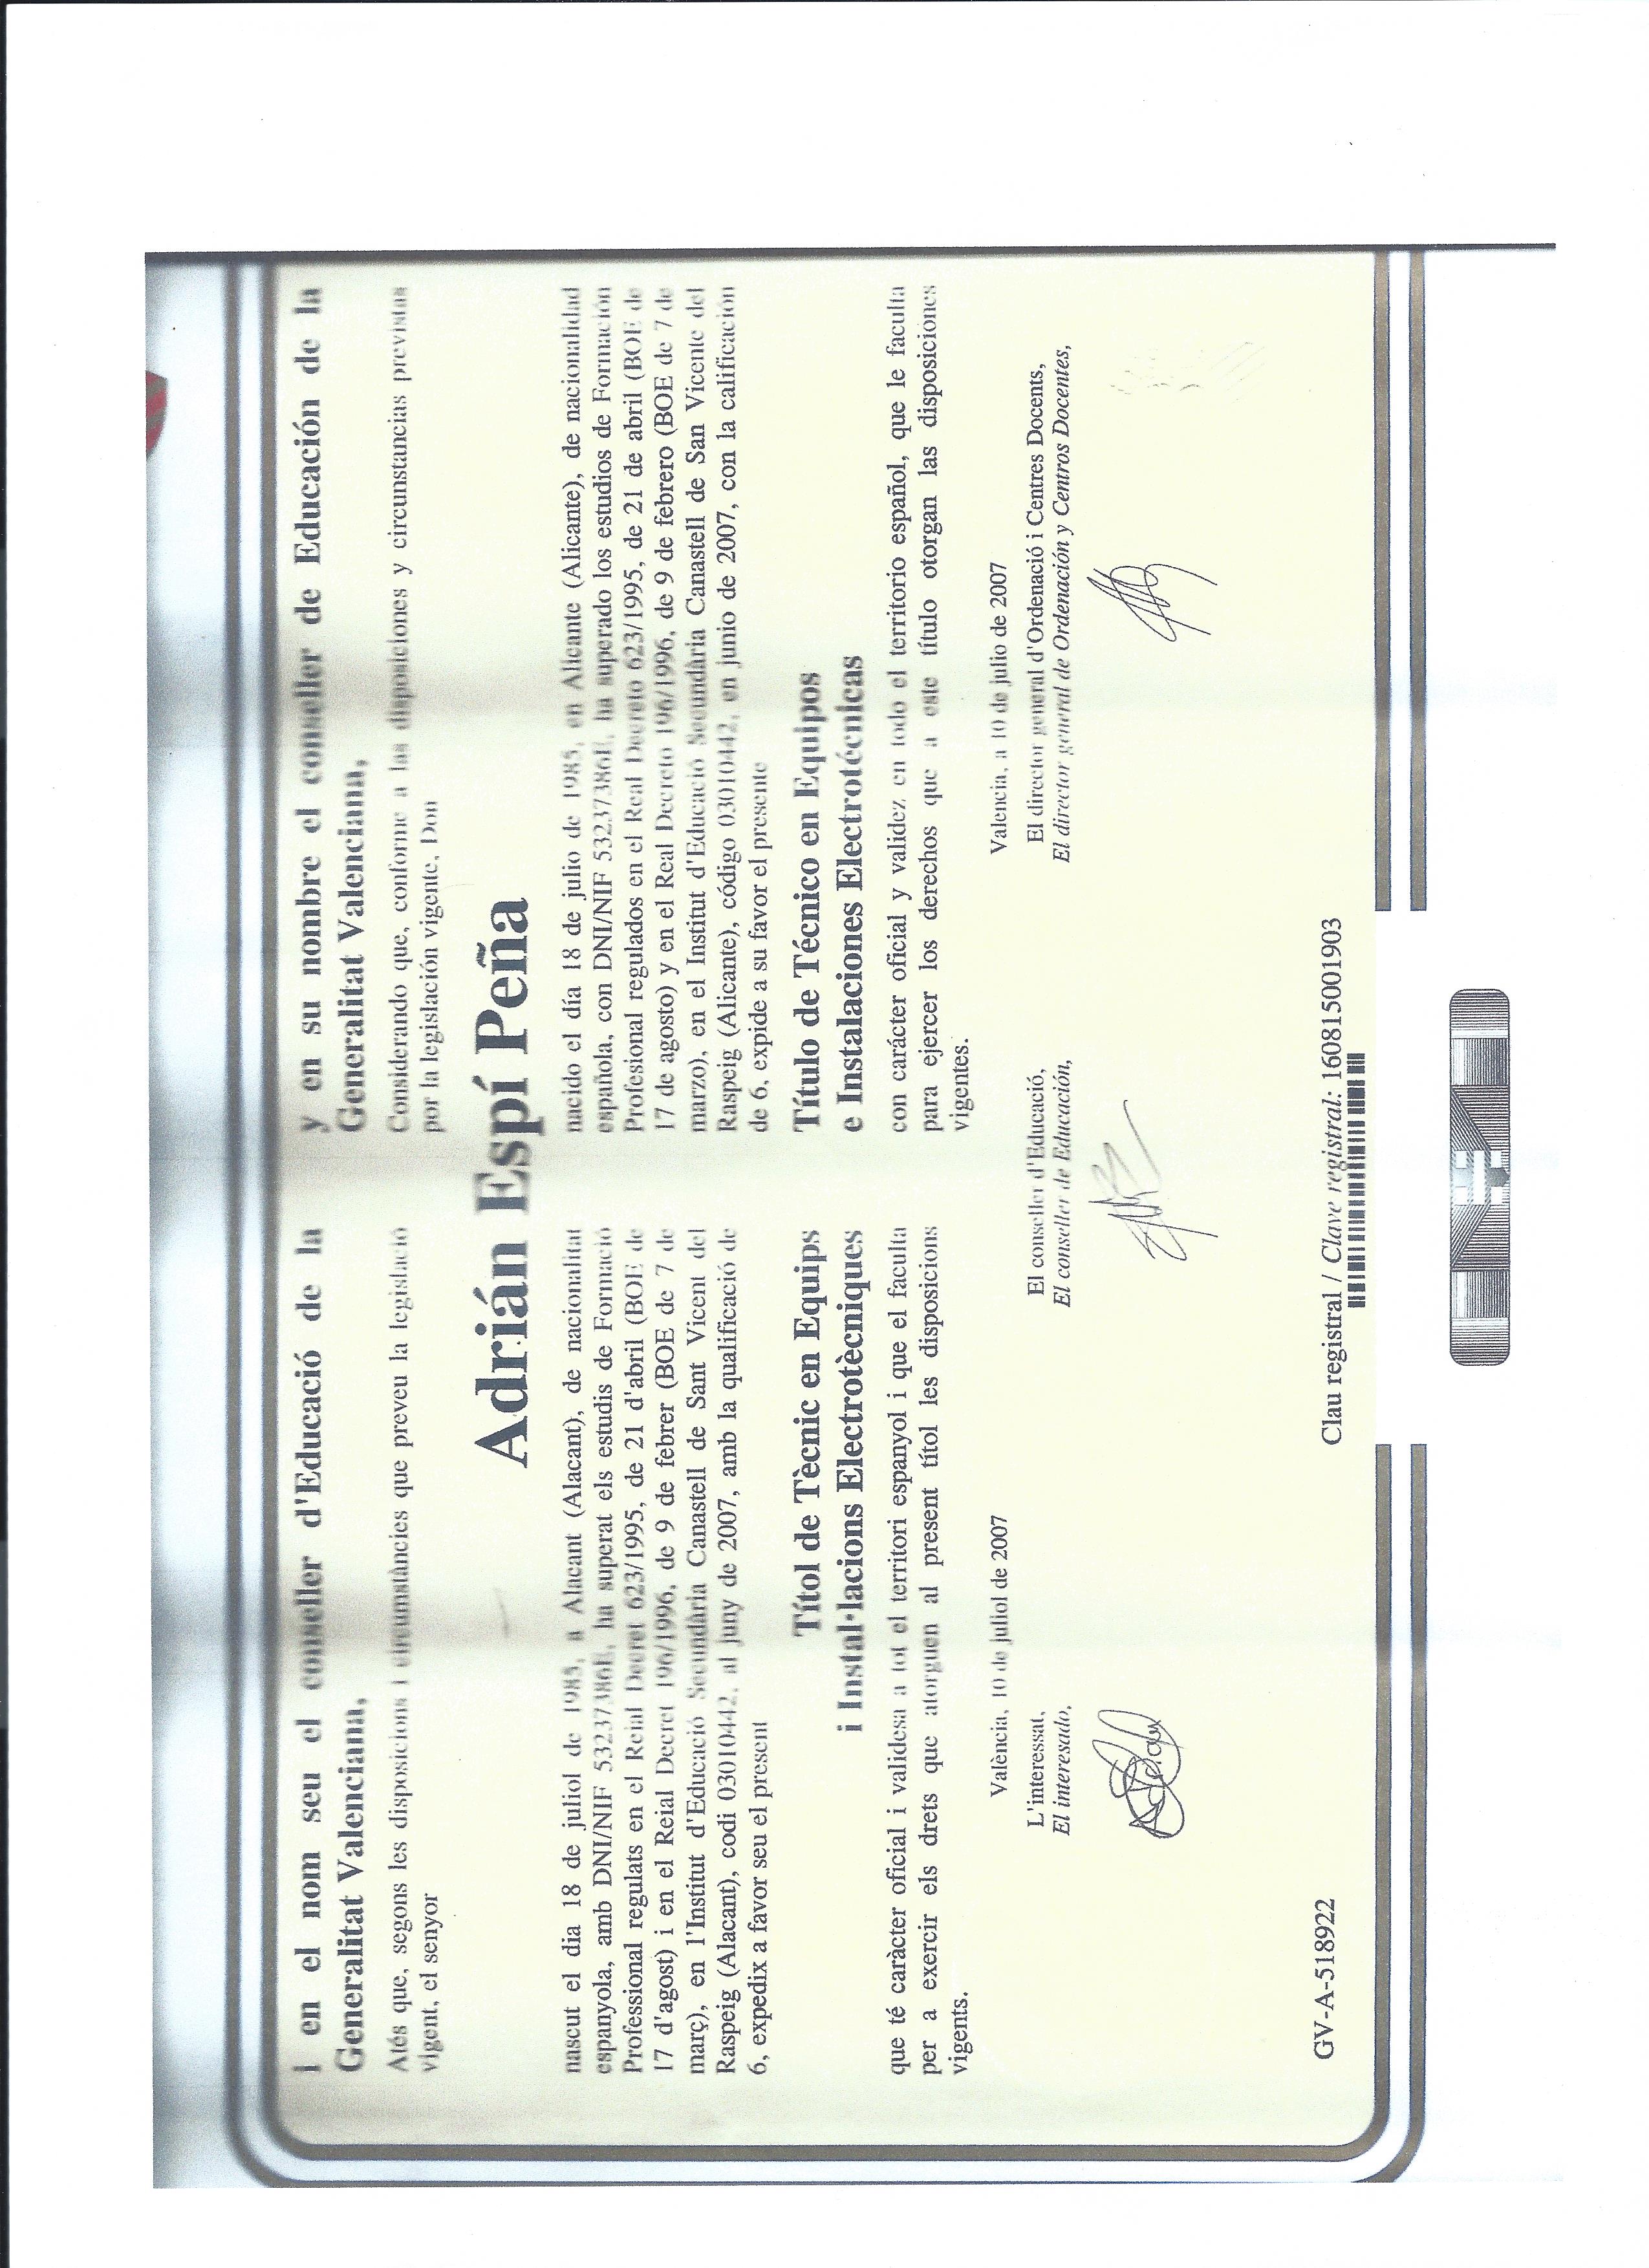 i en el nom seu el conseller d'Educació de la
Generalitat Valenciana,
Atés que, segons les disposicions i circumstàncies que preveu la legislació
vigent, el senyor
y en su nombre el conseller de Educación de la
Generalitat Valenciana,
Considerando que, conforme a las disposiciones y circunstancias previstas
por la legislación vigente, Don
Adrián Espí Peña
nascut el dia 18 de juliol de 1985, a Alacant (Alacant), de nacionalitat
espanyola, amb DNI/NIF ha superat els estudis de Formació
Professional regulats en el Reial Decret 623/1995, de 21 d'abril (BOE de
17 d'agost) i en el Reial Decret 196/1996, de 9 de febrer (BOE de 7 de
març), en l'Institut d'Educació Secundària Canastell de Sant Vicent del
Raspeig (Alacant), codi 03010442, al juny de 2007, amb la qualificació de
6, expedix a favor seu el present
nacido el día 18 de julio de 1985, en Alicante (Alicante), de nacionalidad
española, con DNI/NIF ha superado los estudios de Formación
Profesional regulados en el Real Decreto 623/1995, de 21 de abril (BOE de
17 de agosto) y en el Real Decreto 196/1996, de 9 de febrero (BOE de 7 de
marzo), en el Institut d'Educació Secundària Canastell de San Vicente del
Raspeig (Alicante), código 03010442, en junio de 2007, con la calificación
de 6, expide a su favor el presente
Títol de Tècnic en Equips
i Instal·lacions Electrotècniques
Título de Técnico en Equipos
e Instalaciones Electrotécnicas
que té caràcter oficial i validesa a tot el territori espanyol i que el faculta
per a exercir els drets que atorguen al present títol les disposicions
vigents.
con carácter oficial y validez en todo el territorio español, que le faculta
para ejercer los derechos que a este título otorgan las disposiciones
vigentes.
València, 10 de juliol de 2007
Valencia, a 10 de julio de 2007
L'interessat,
El interesado,
El conseller d'Educació,
El conseller de Educación,
El director general d'Ordenació i Centres Docents,
El director general de Ordenación y Centros Docentes,
Adrian
GV-A-518922
Clau registral / Clave registral: 160815001903